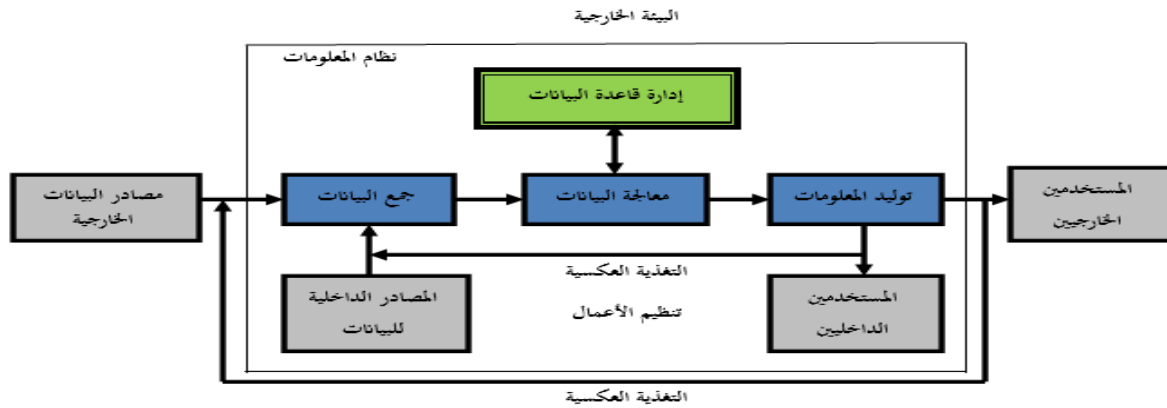 البيئة الخارجية
نظام المعلومات
إدارة قاعدة البيانات
مصادر البيانات
الخارجية
جمع البيانات
معالجة البيانات
توليد المعلومات
المستخدمين
الخارجيين
التغذية العكسية
المصادر الداخلية
للبيانات
تنظيم الأعمال
المستخدمين
الداخليين
التغذية العكسية